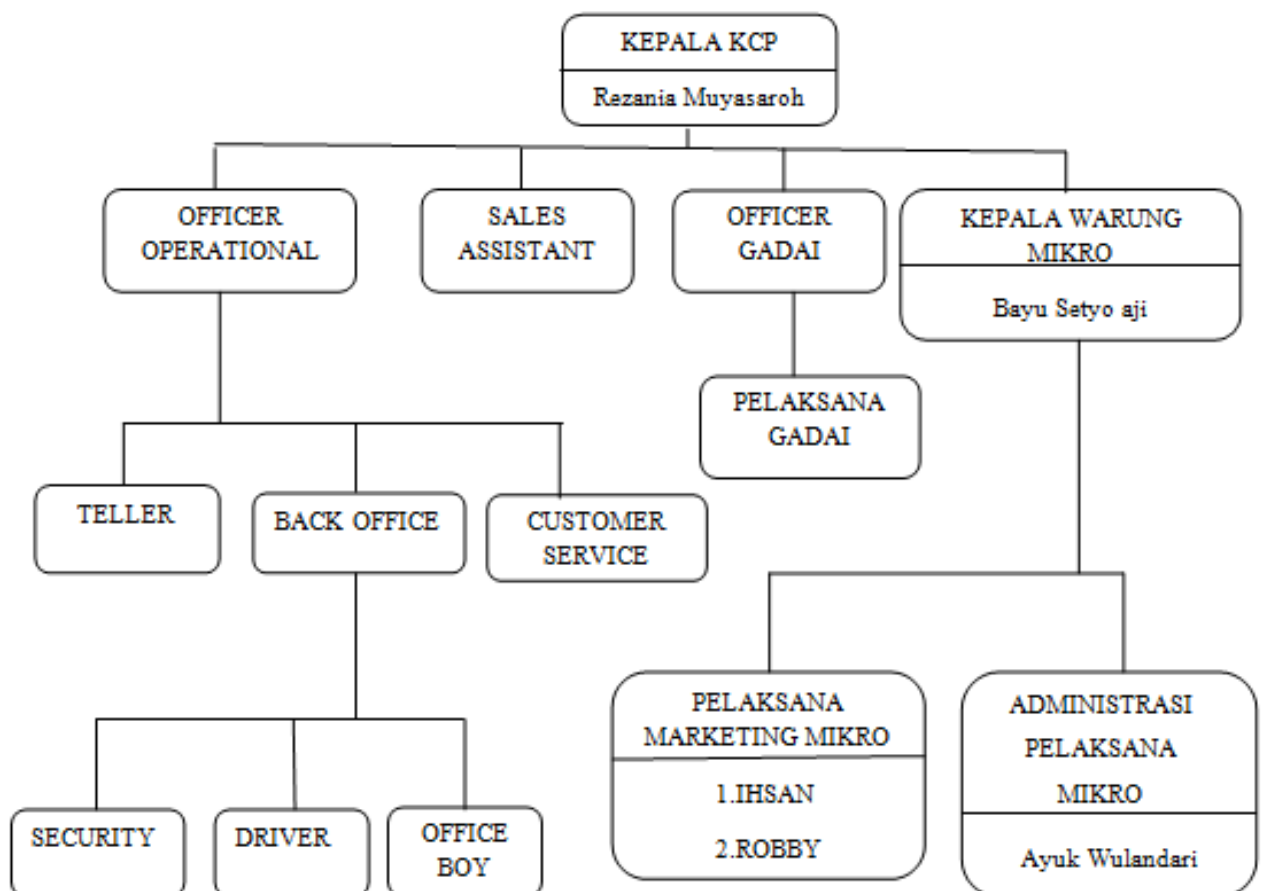 KEPALA KCP
Rezania Muyasaroh
OFFICER
OPERATIONAL
SALES
ASSISTANT
OFFICER
GADAI
KEPALA WARUNG
MIKRO
Bayu Setyo aji
PELAKSANA
GADAI
TELLER
BACK OFFICE
CUSTOMER
SERVICE
PELAKSANA
MARKETING MIKRO
1.IHSAN
2.ROBBY
ADMINISTRASI
PELAKSANA
MIKRO
Ayuk Wulandari
SECURITY
DRIVER
OFFICE
BOY